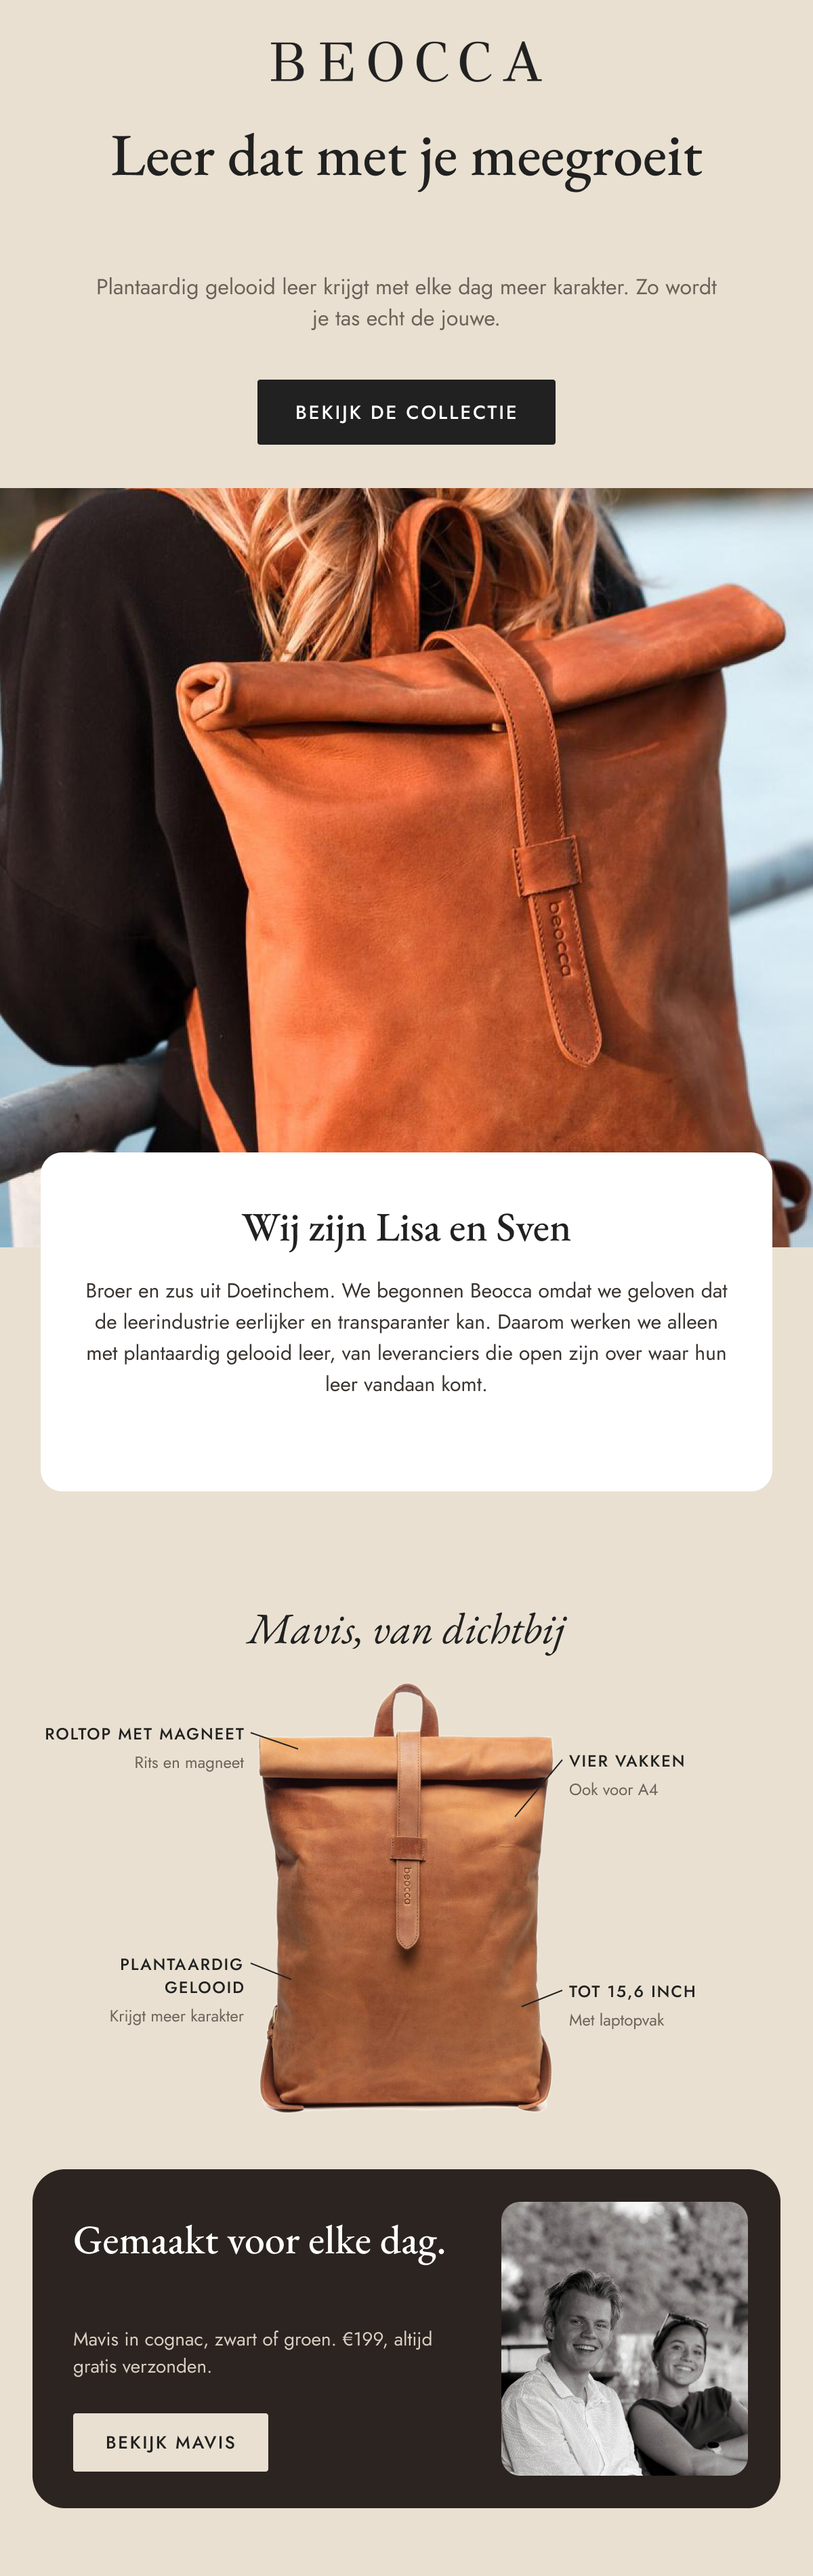 BEOCCA
Leer dat met je meegroeit
Plantaardig gelooid leer krijgt met elke dag meer karakter. Zo wordt
je tas echt de jouwe.
BEKIJK DE COLLECTIE
beocca
Wij zijn Lisa en Sven
Broer en zus uit Doetinchem. We begonnen Beocca omdat we geloven dat
de leerindustrie eerlijker en transparanter kan. Daarom werken we alleen
met plantaardig gelooid leer, van leveranciers die open zijn over waar hun
leer vandaan komt.
Mavis, van dichtbij
ROLTOP MET MAGNEET
Rits en magneet
VIER VAKKEN
Ook voor A4
beocca
PLANTAARDIG
GELOOID
Krijgt meer karakter
TOT 15,6 INCH
Met laptopvak
Gemaakt voor elke dag.
Mavis in cognac, zwart of groen. €199, altijd
gratis verzonden.
BEKIJK MAVIS